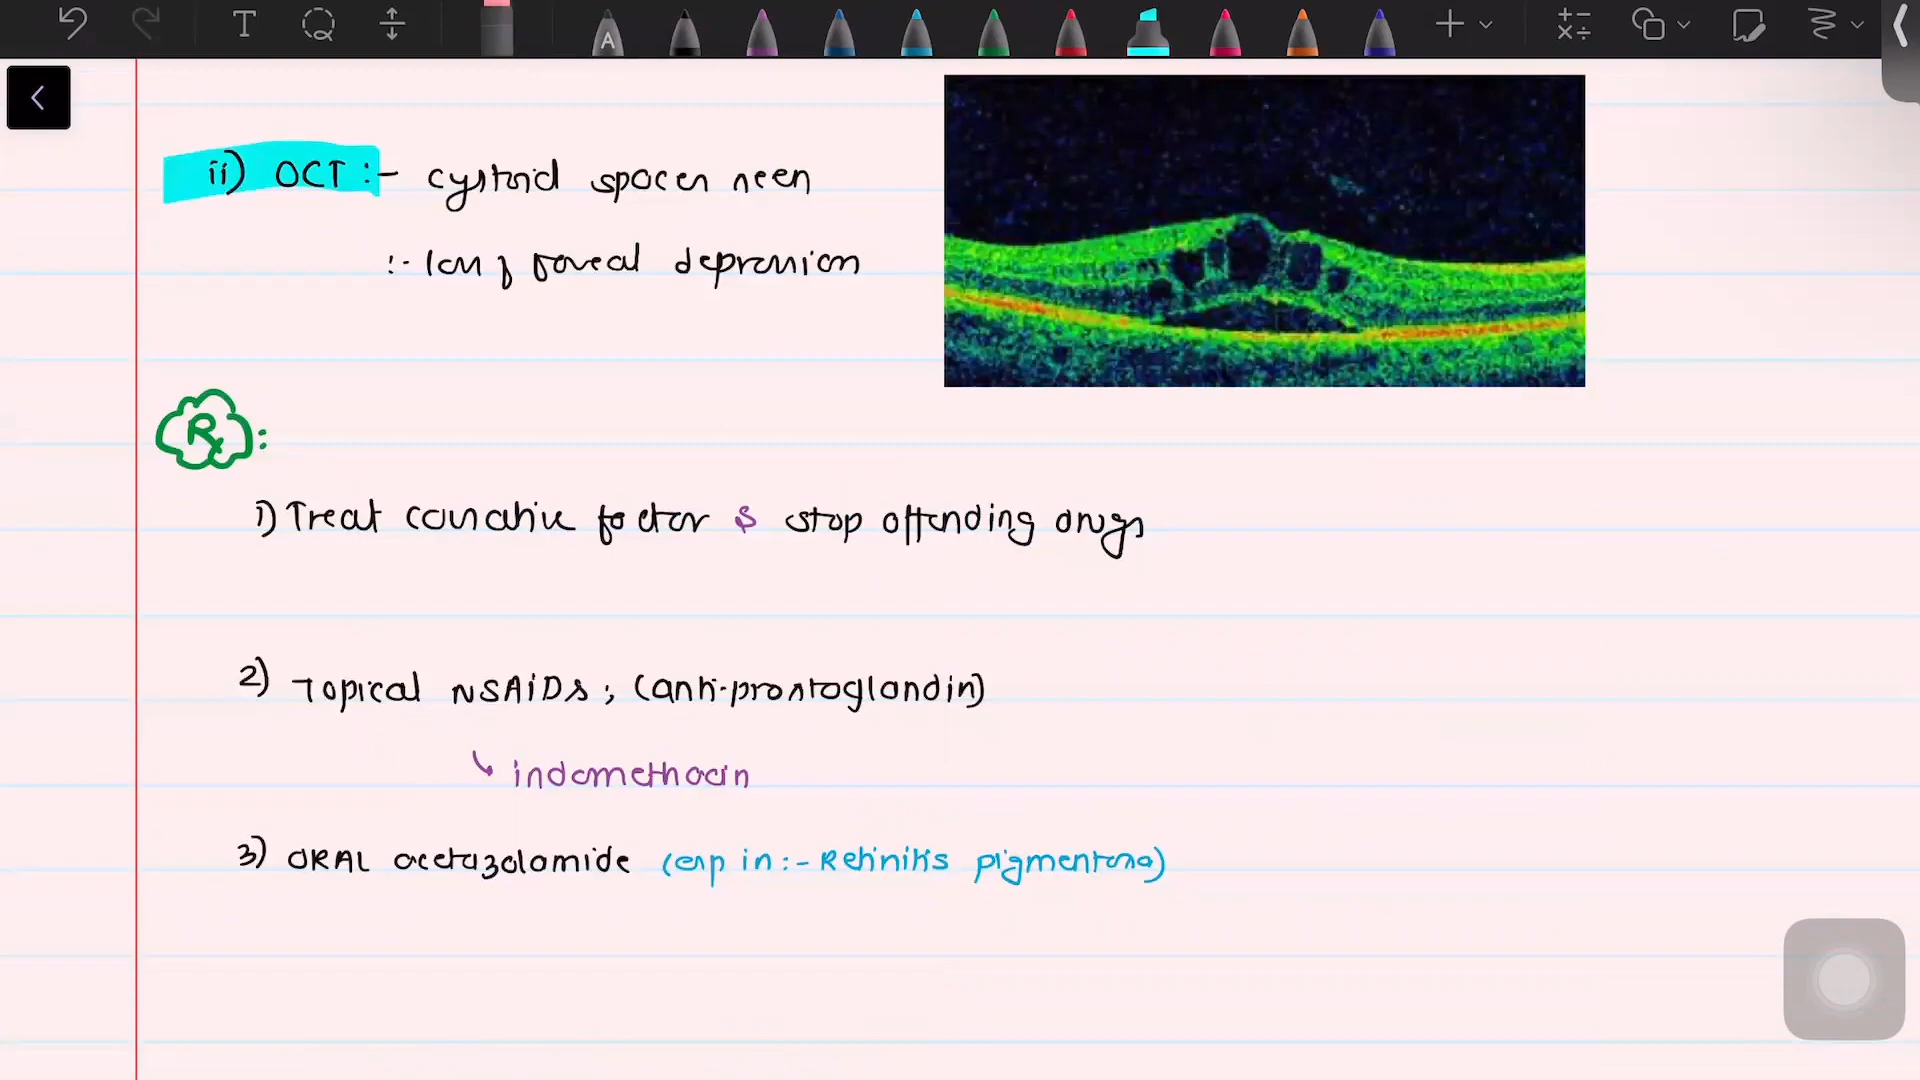 ii) OCT :- cystoid spaces seen
:- loss of foveal depression
Rx :
1) Treat causative factor & stop offending drugs
2) Topical NSAIDs ; (anti-prostaglandin)
↳ indomethacin
3) ORAL acetazolamide (esp in :- Retinitis pigmentosa)